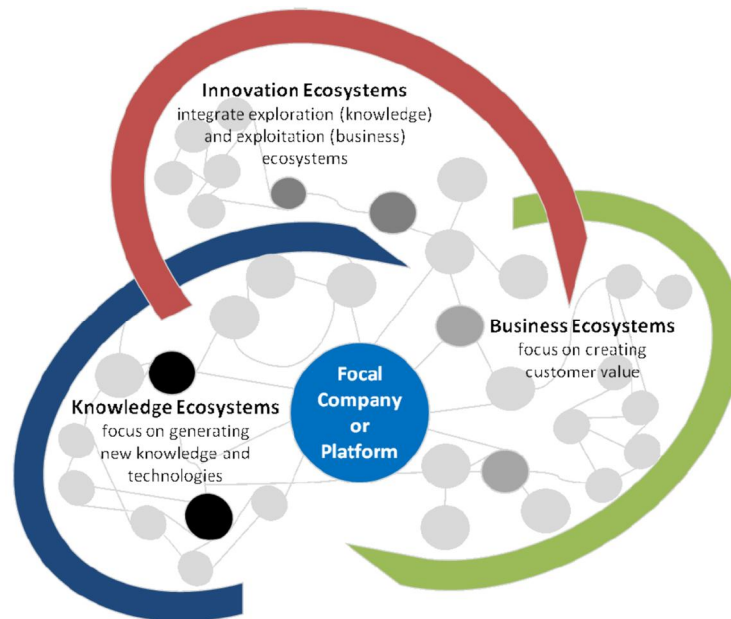 Innovation Ecosystems
integrate exploration (knowledge)
and exploitation (business)
ecosystems
Business Ecosystems
focus on creating
customer value
Focal
Company
or
Platform
Knowledge Ecosystems
focus on generating
new knowledge and
technologies